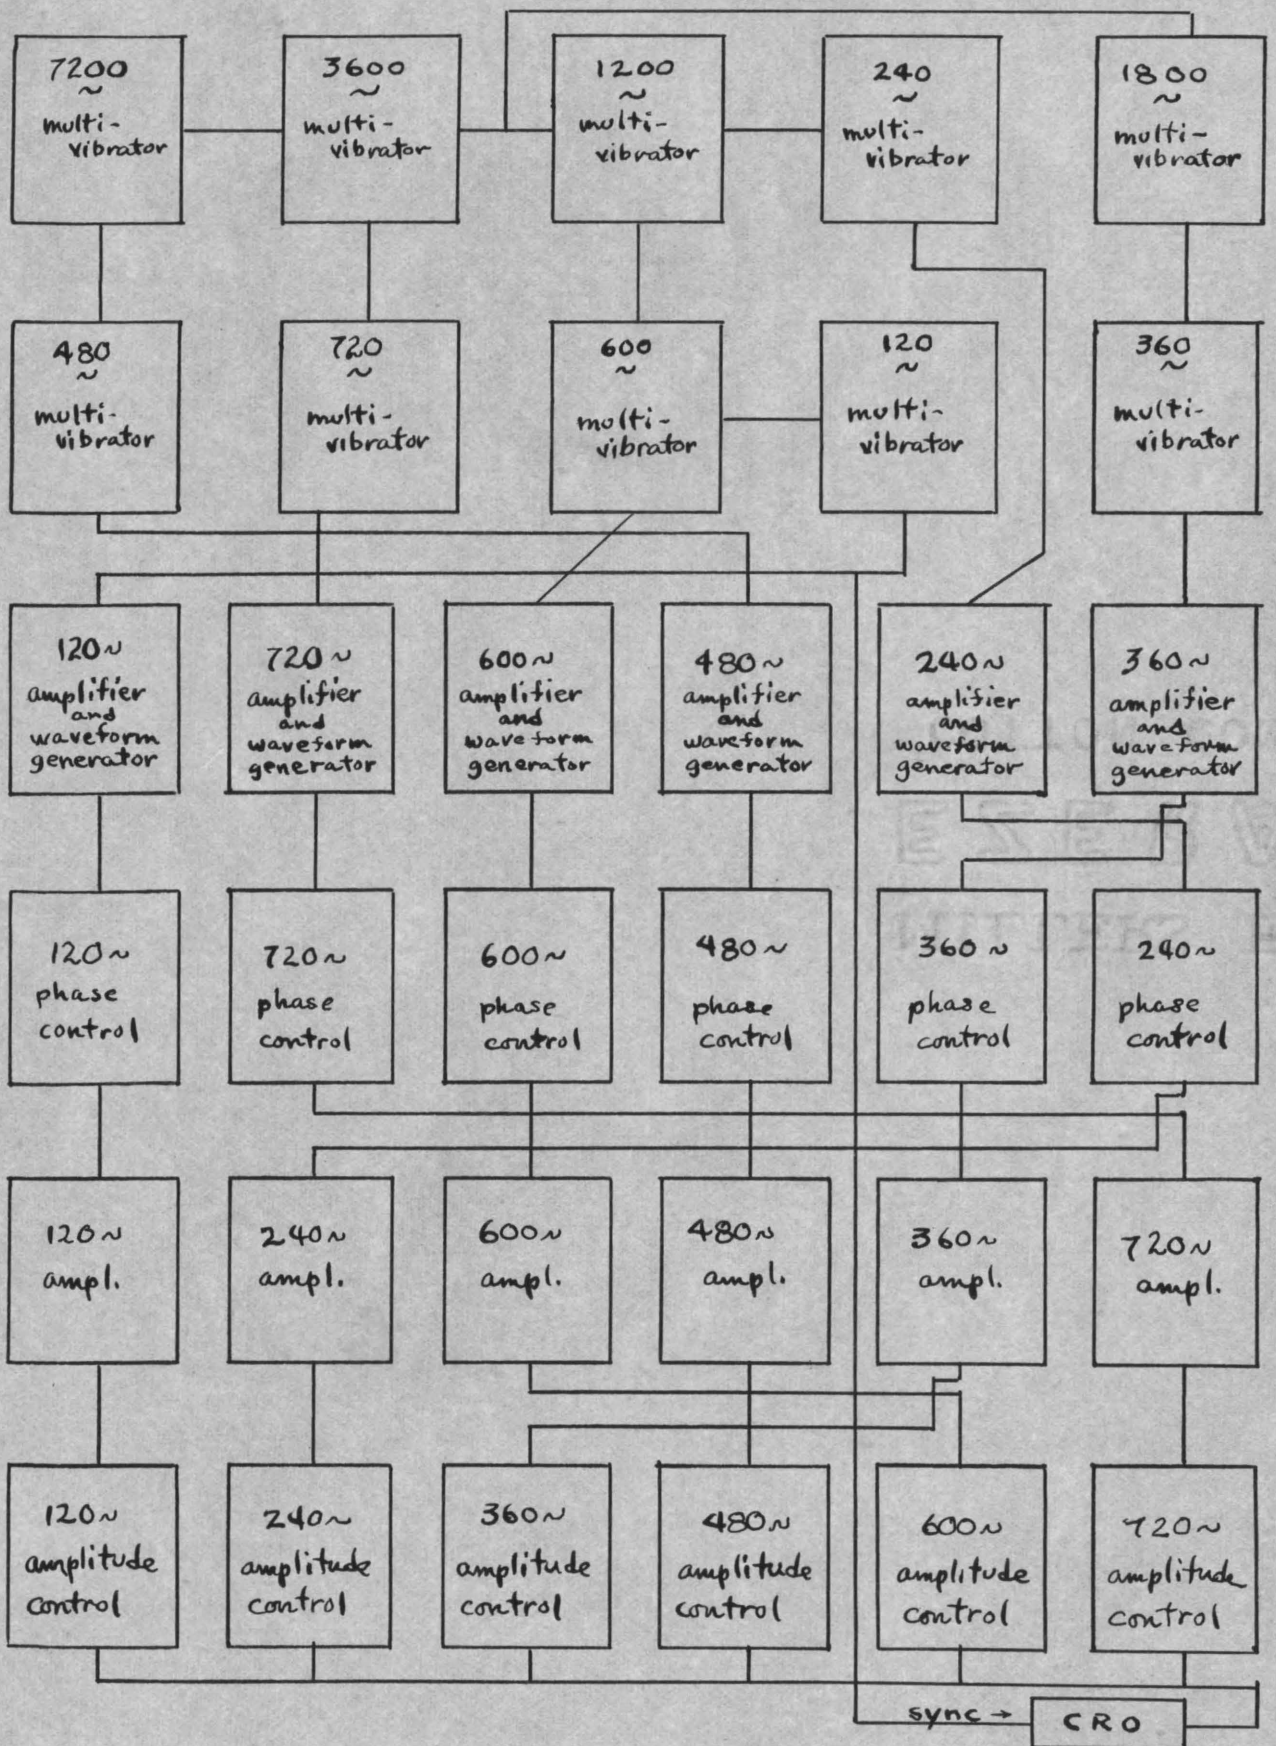 7200
~
multi-
vibrator
3600
~
multi-
vibrator
1200
~
multi-
vibrator
240
~
multi-
vibrator
1800
~
multi-
vibrator
480
~
multi-
vibrator
720
~
multi-
vibrator
600
~
multi-
vibrator
120
~
multi-
vibrator
360
~
multi-
vibrator
120~
amplifier
and
waveform
generator
720~
amplifier
and
waveform
generator
600~
amplifier
and
waveform
generator
480~
amplifier
and
waveform
generator
240~
amplifier
and
waveform
generator
360~
amplifier
and
waveform
generator
120~
phase
control
720~
phase
control
600~
phase
control
480~
phase
control
360~
phase
control
240~
phase
control
120~
ampl.
240~
ampl.
600~
ampl.
480~
ampl.
360~
ampl.
720~
ampl.
120~
amplitude
control
240~
amplitude
control
360~
amplitude
control
480~
amplitude
control
600~
amplitude
control
720~
amplitude
control
sync → CRO